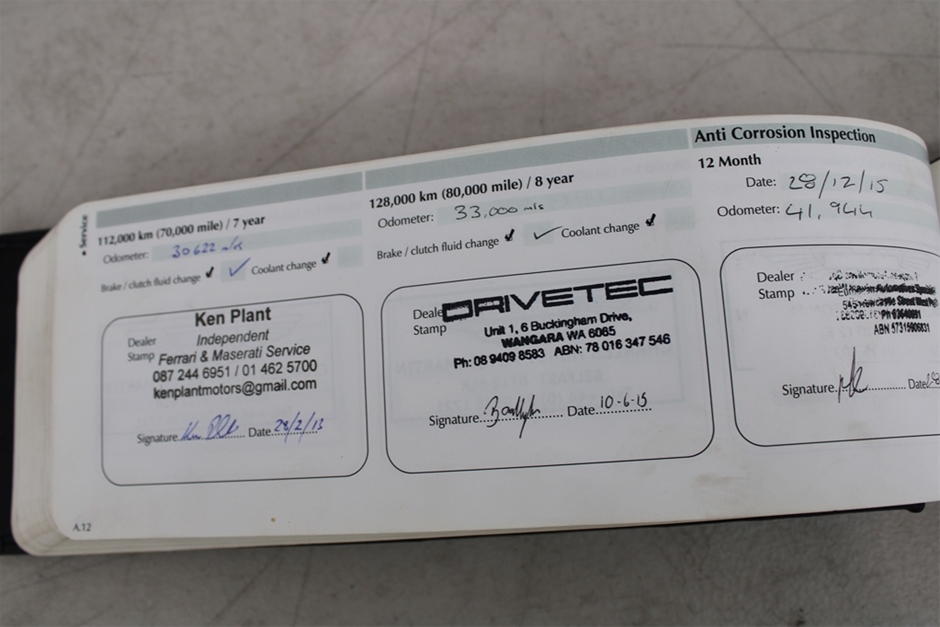 Service
112,000 km (70,000 mile) / 7 year
Odometer: 30622 mls
Brake / clutch fluid change ✓ ✓ Coolant change ✓
Dealer Stamp
Ken Plant
Independent
Ferrari & Maserati Service
087 244 6951 / 01 462 5700
kenplantmotors@gmail.com
Signature Date 28/2/13
A.12
128,000 km (80,000 mile) / 8 year
Odometer: 33,000 mls
Brake / clutch fluid change ✓ ✓ Coolant change ✓
Dealer Stamp
DRIVETEC
Unit 1, 6 Buckingham Drive,
WANGARA WA 6065
Ph: 08 9409 8583 ABN: 78 016 347 546
Signature Date 10-6-15
Anti Corrosion Inspection
12 Month
Date: 28/12/15
Odometer: 41,944
Dealer
Stamp
ABN 57315906831
Signature Date